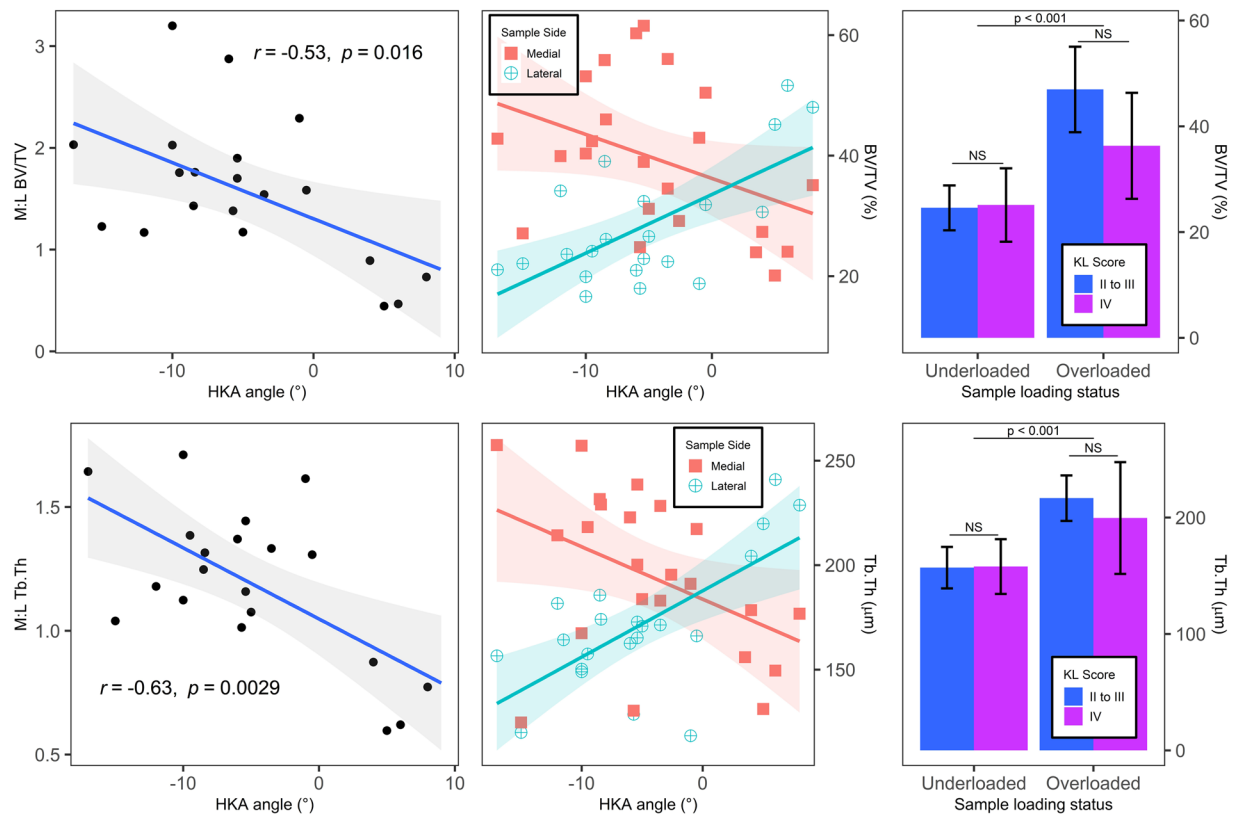 M:L BV/TV
3
2
1
0
r = -0.53, p = 0.016
-10
0
10
HKA angle (°)
Sample Side
Medial
Lateral
60
40
20
BV/TV (%)
-10
0
HKA angle (°)
p < 0.001
NS
NS
KL Score
II to III
IV
60
40
20
0
BV/TV (%)
Underloaded
Overloaded
Sample loading status
M:L Tb.Th
1.5
1.0
0.5
r = -0.63, p = 0.0029
-10
0
10
HKA angle (°)
Sample Side
Medial
Lateral
250
200
150
Tb.Th (μm)
-10
0
HKA angle (°)
p < 0.001
NS
NS
KL Score
II to III
IV
200
100
0
Tb.Th (μm)
Underloaded
Overloaded
Sample loading status